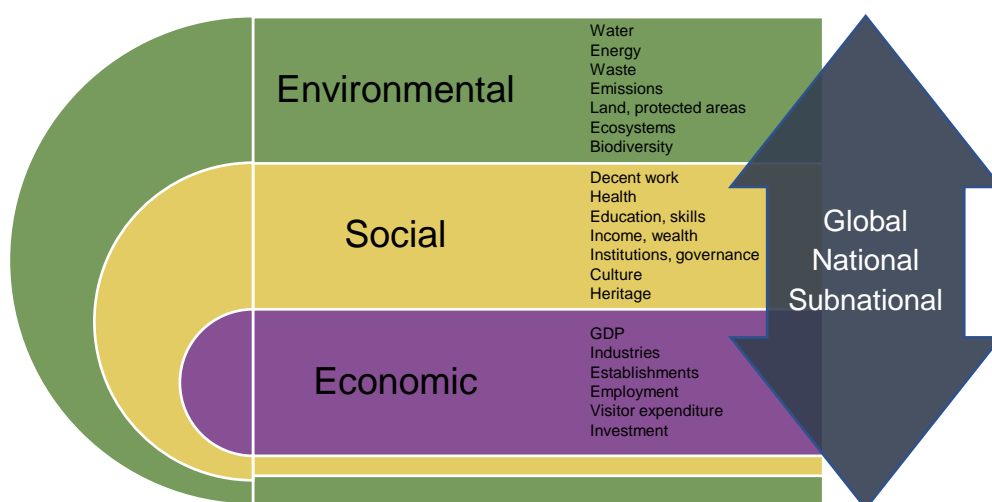 Environmental
Water
Energy
Waste
Emissions
Land, protected areas
Ecosystems
Biodiversity
Social
Decent work
Health
Education, skills
Income, wealth
Institutions, governance
Culture
Heritage
Economic
GDP
Industries
Establishments
Employment
Visitor expenditure
Investment
Global
National
Subnational